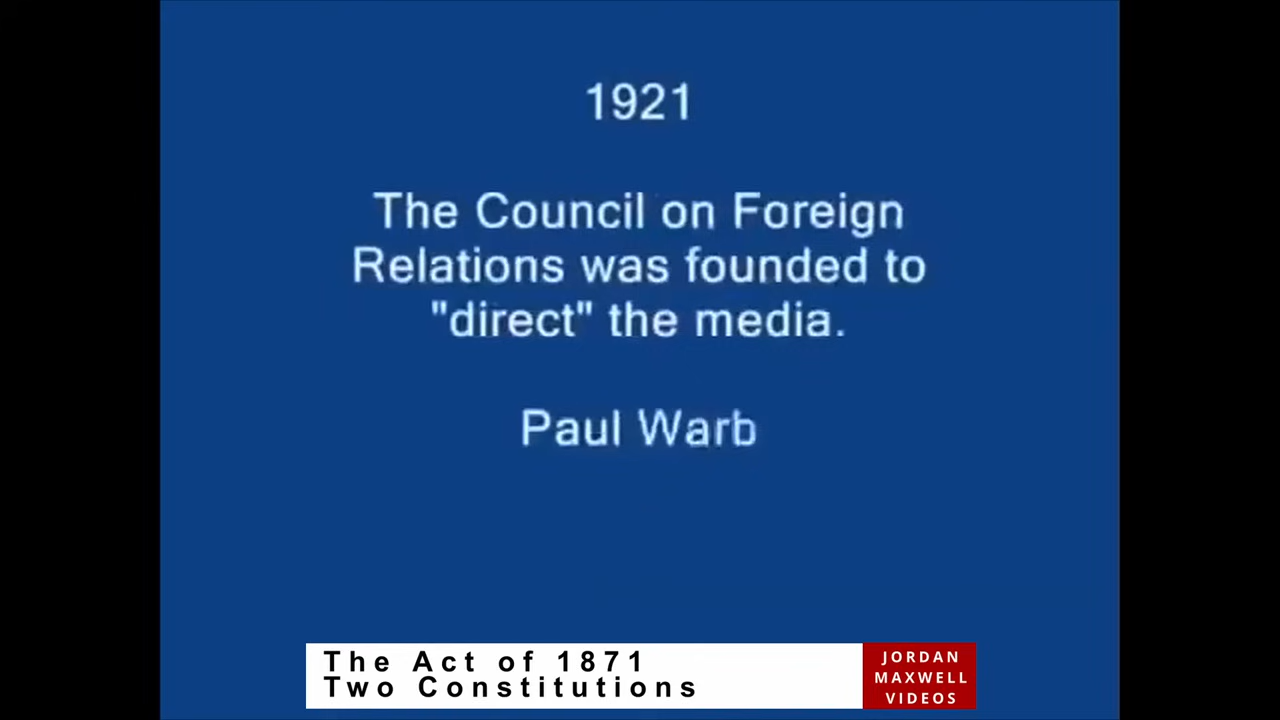 1921
The Council on Foreign
Relations was founded to
"direct" the media.
Paul Warb
The Act of 1871
Two Constitutions
JORDAN
MAXWELL
VIDEOS